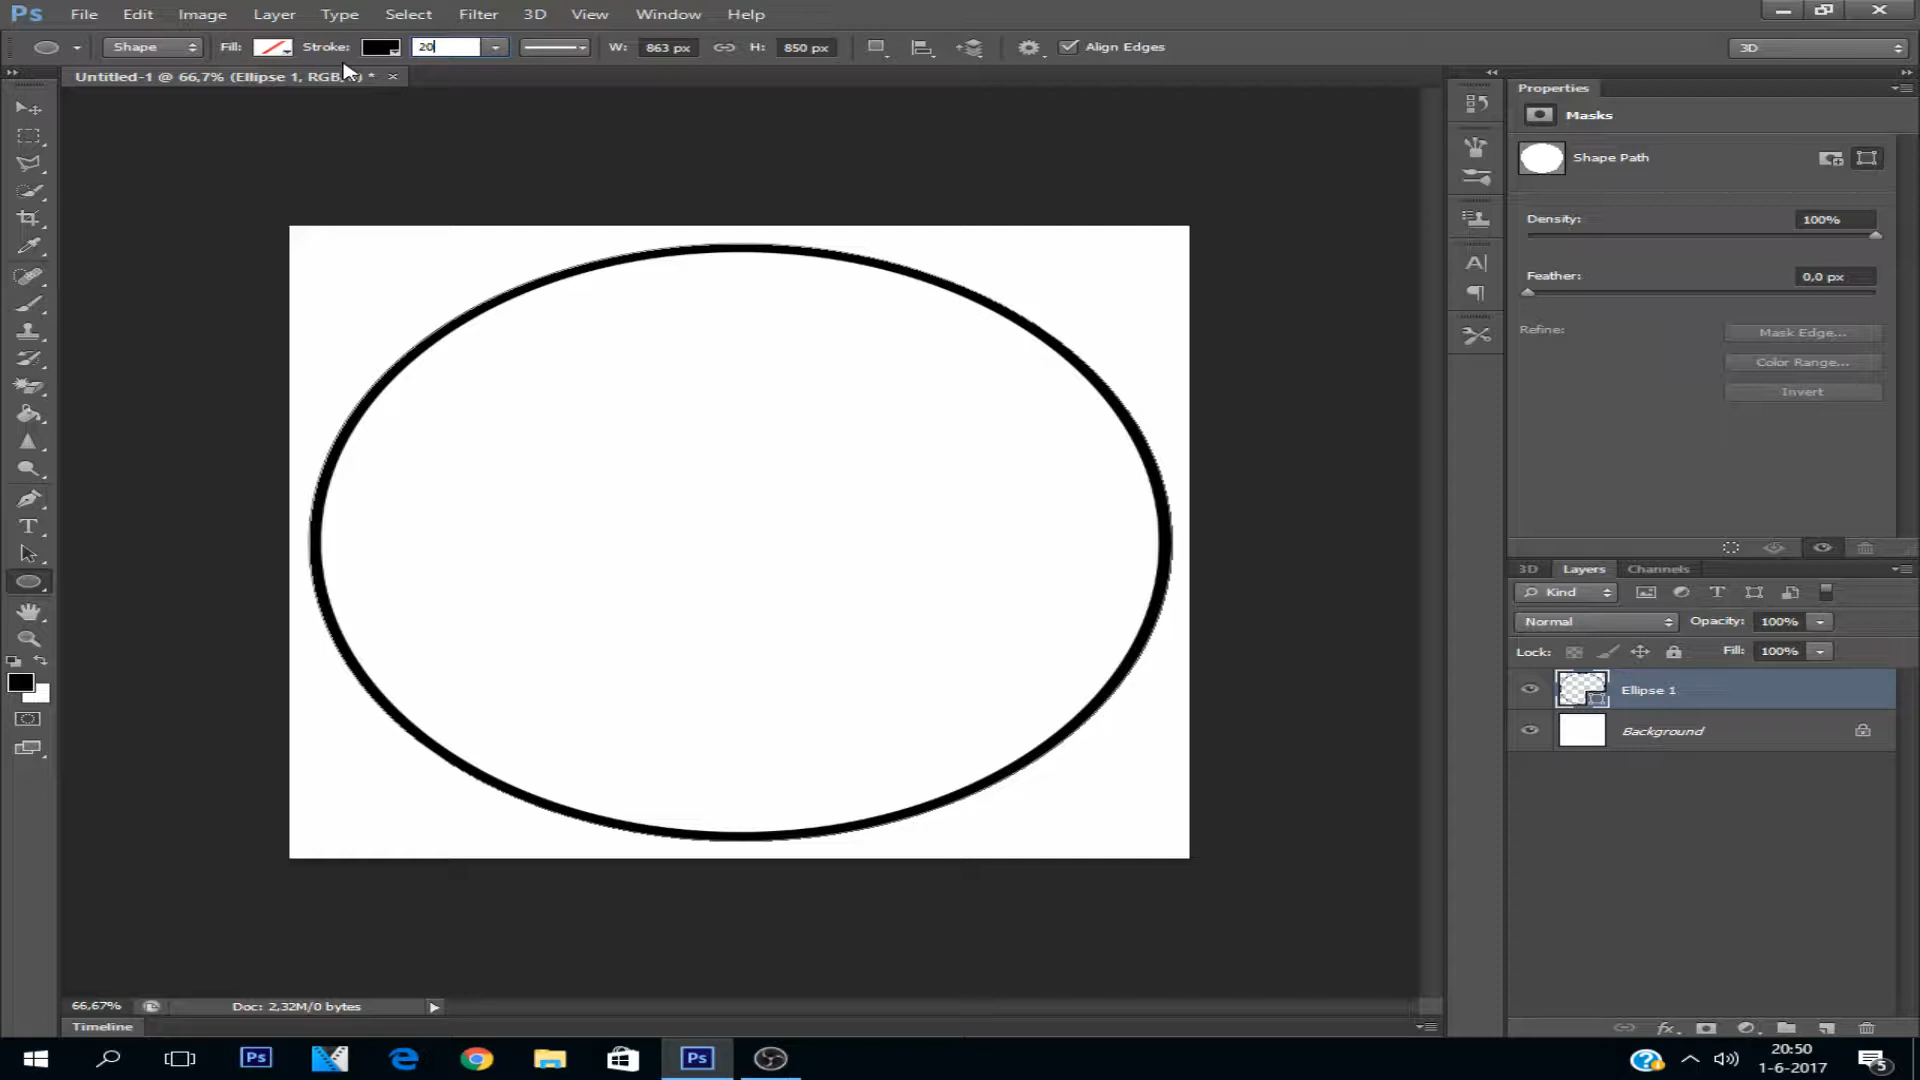 Ps File Edit Image Layer Type Select Filter 3D View Window Help
Shape Fill: Stroke: 20 W: 863 px H: 850 px Align Edges 3D
Untitled-1 @ 66,7% (Ellipse 1, RGB/ ) * ×
Properties
Masks
Shape Path
Density: 100%
Feather: 0,0 px
Refine: Mask Edge...
Color Range...
Invert
3D Layers Channels
Kind
Normal Opacity: 100%
Lock: Fill: 100%
Ellipse 1
Background
66,67% Doc: 2,32M/0 bytes
Timeline
Ps Ps
20:50
1-6-2017
5